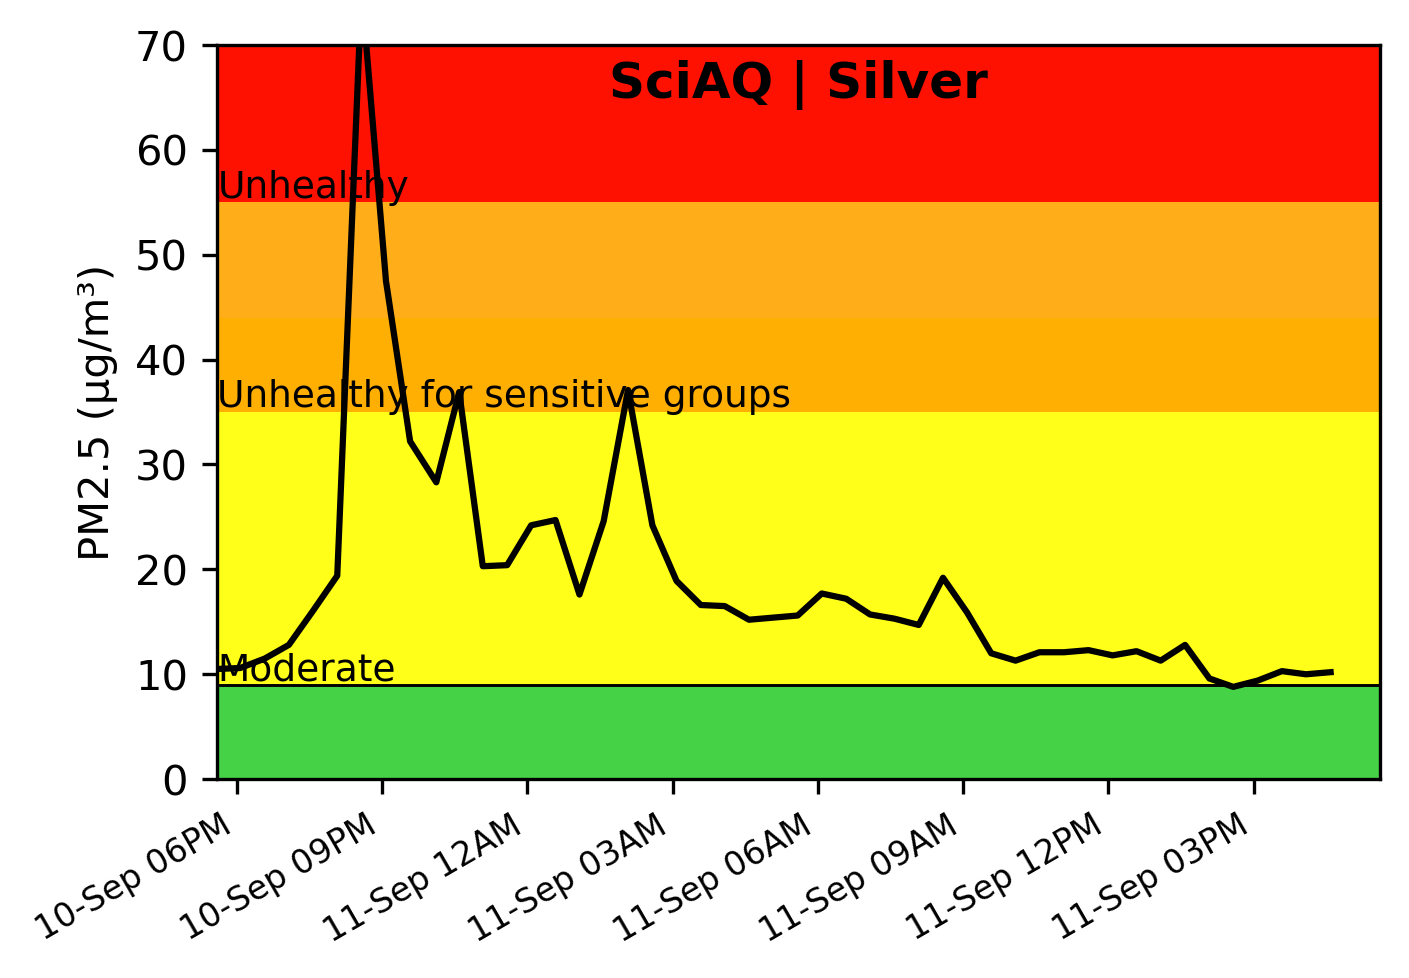 SciAQ | Silver
PM2.5 (µg/m³)
70
60
50
40
30
20
10
0
Unhealthy
Unhealthy for sensitive groups
Moderate
10-Sep 06PM
10-Sep 09PM
11-Sep 12AM
11-Sep 03AM
11-Sep 06AM
11-Sep 09AM
11-Sep 12PM
11-Sep 03PM